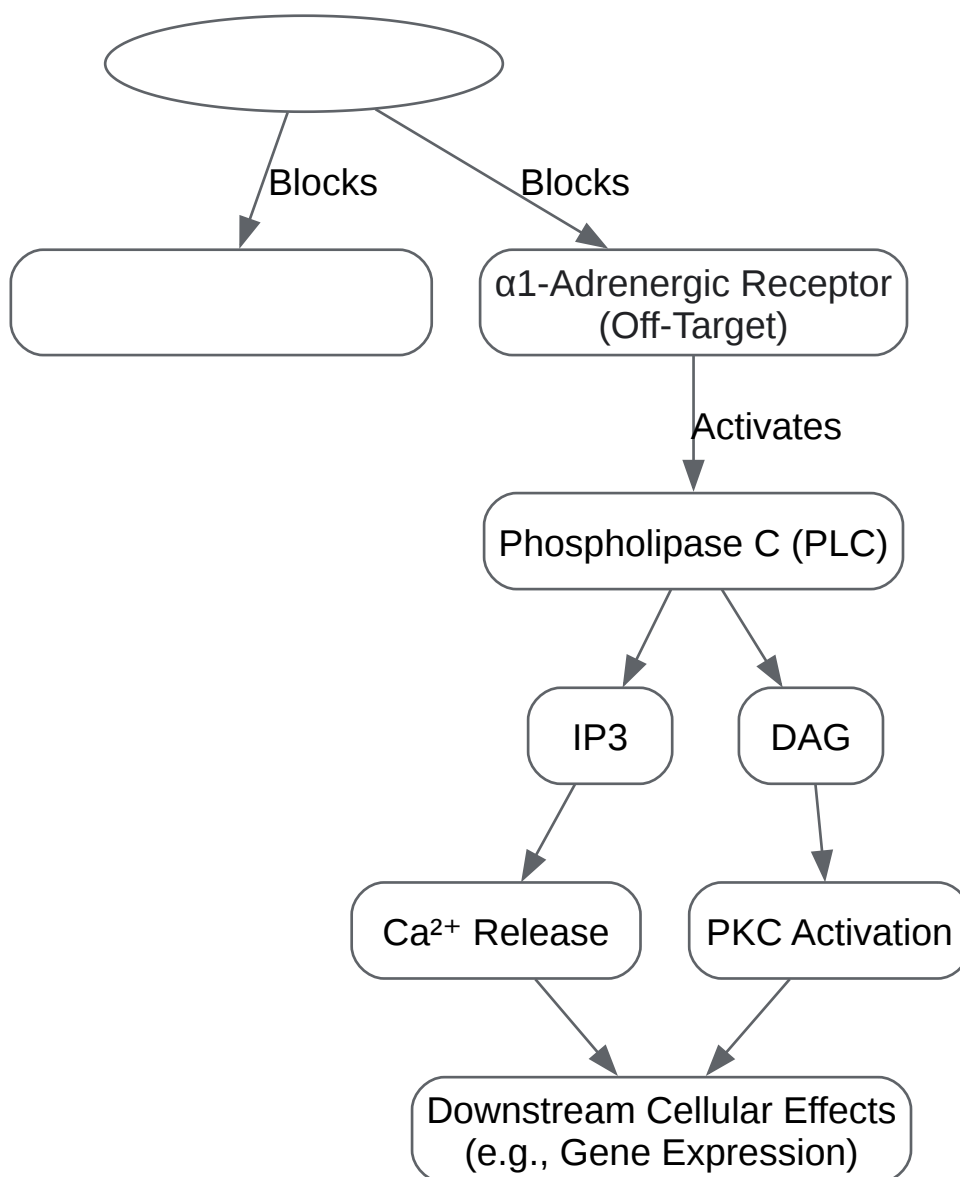 Blocks
Blocks
α1-Adrenergic Receptor
(Off-Target)
Activates
Phospholipase C (PLC)
IP3
DAG
Ca²⁺ Release
PKC Activation
Downstream Cellular Effects
(e.g., Gene Expression)